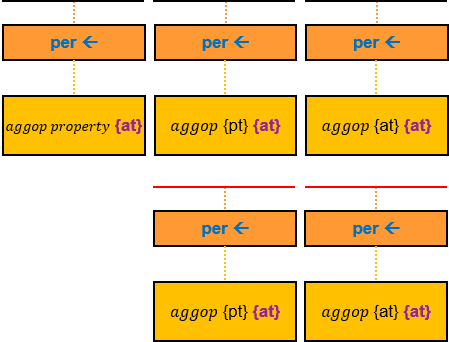 per ← per ← per ←
aggop property {at} aggop {pt} {at} aggop {at} {at}
per ← per ←
aggop {pt} {at} aggop {at} {at}